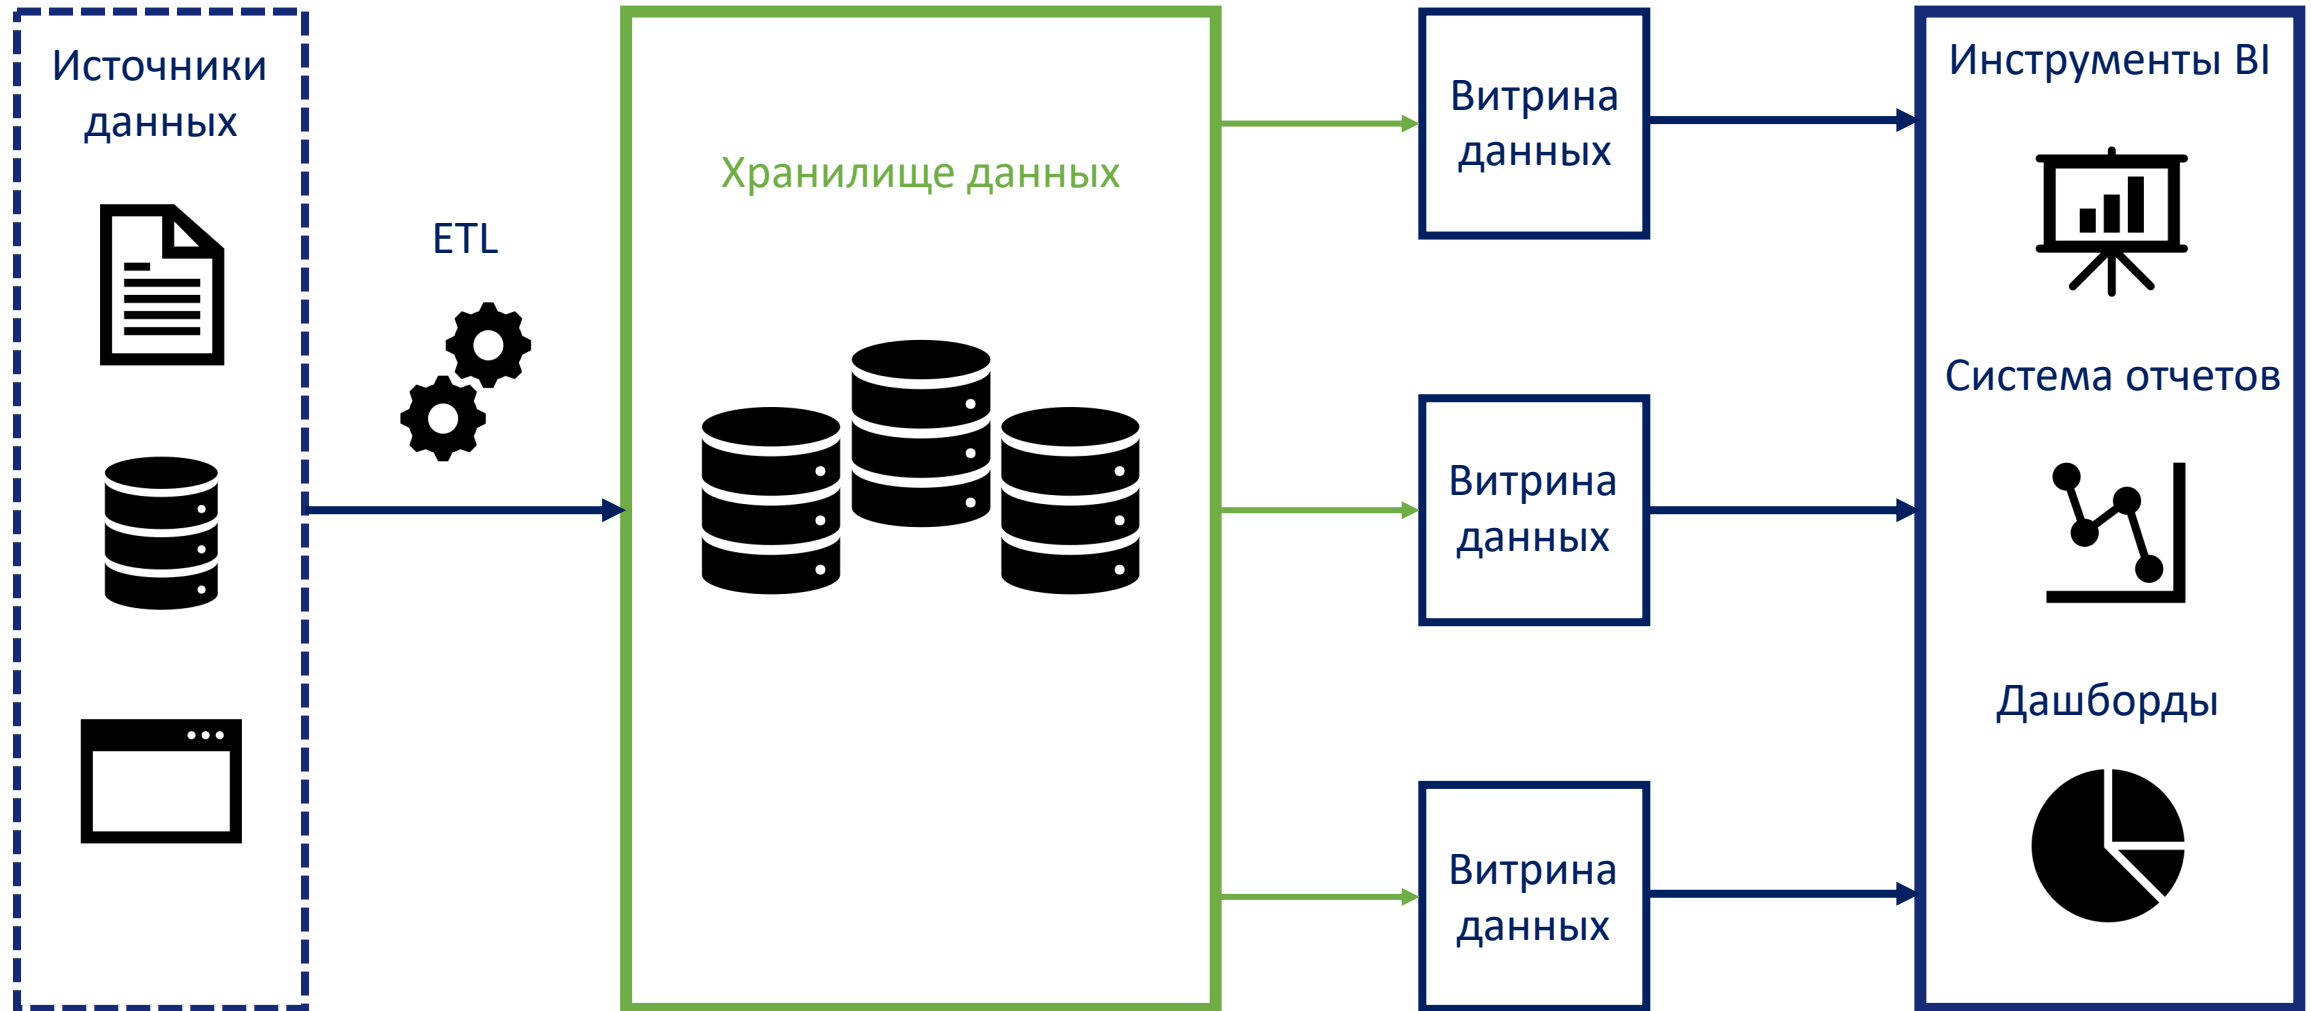 Источники
данных
ETL
Хранилище данных
Витрина
данных
Витрина
данных
Витрина
данных
Инструменты BI
Система отчетов
Дашборды